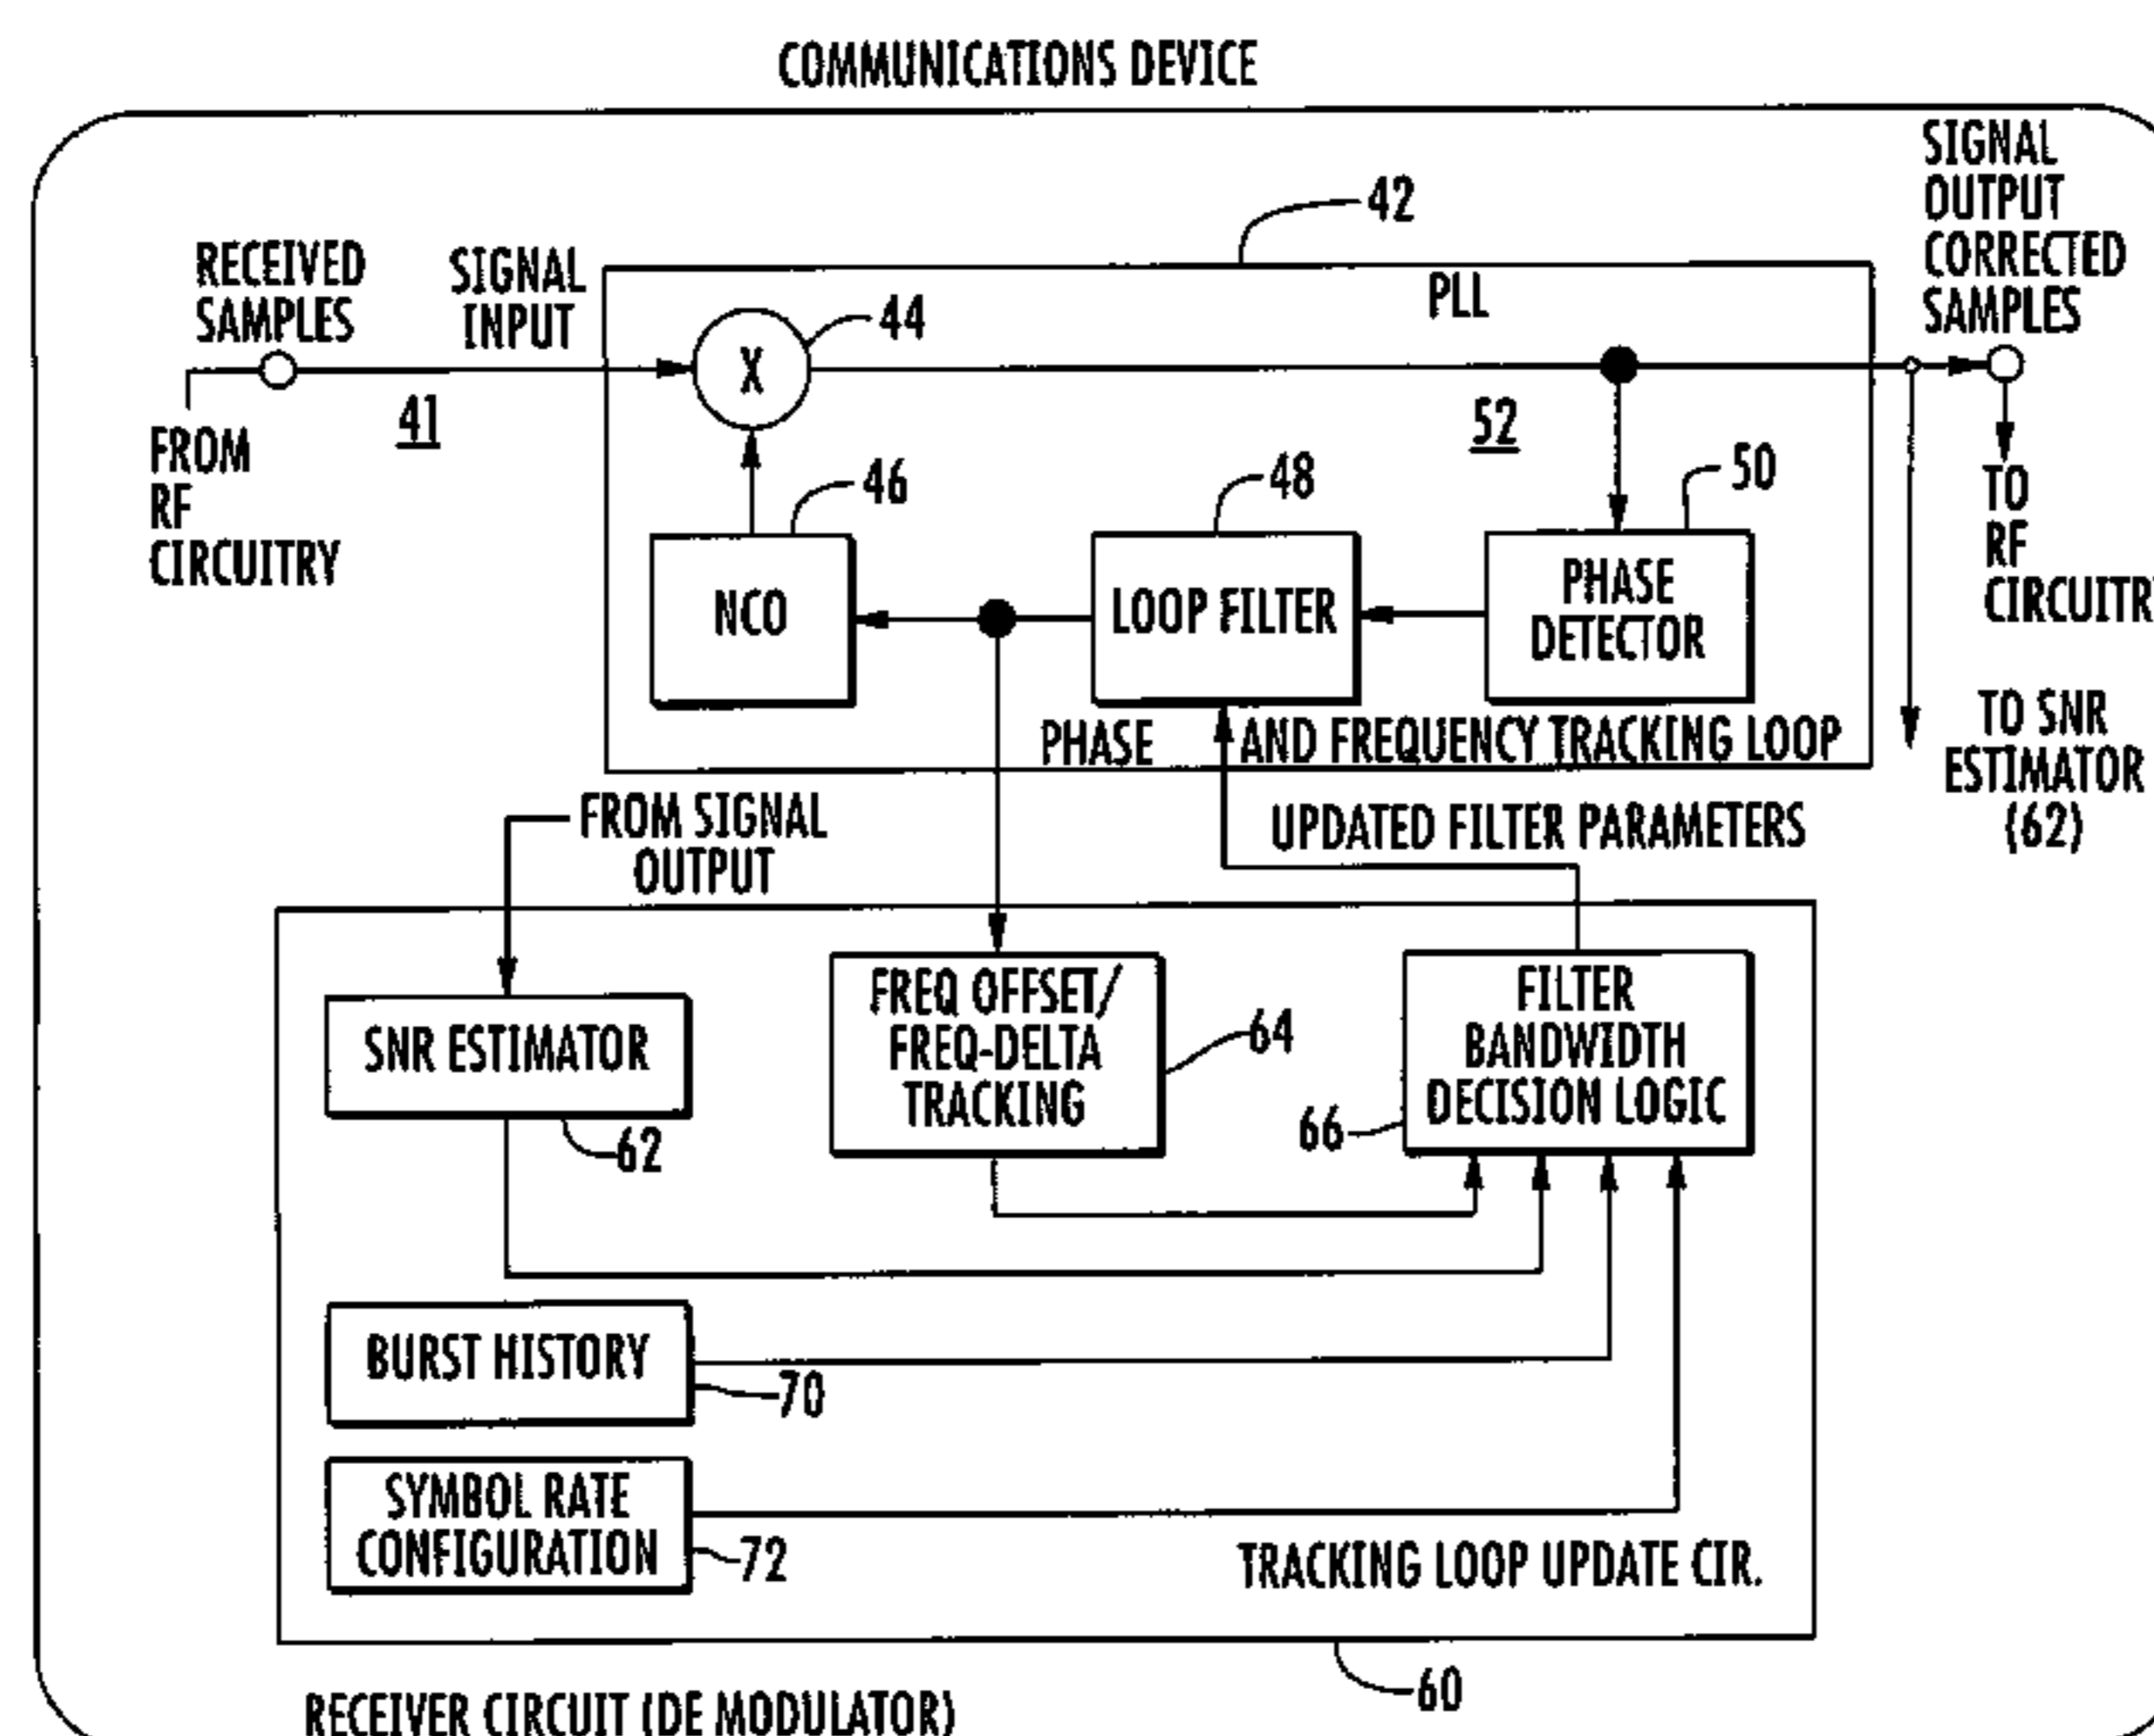 COMMUNICATIONS DEVICE
SIGNAL
OUTPUT
CORRECTED
SAMPLES
42
RECEIVED
SAMPLES
SIGNAL
INPUT
PLL
44
X
41
52
FROM
RF
CIRCUITRY
46
48
50
TO
RF
NCO
LOOP FILTER
PHASE
DETECTOR
PHASE AND FREQUENCY TRACKING LOOP
TO SNR
ESTIMATOR
(62)
FROM SIGNAL
OUTPUT
UPDATED FILTER PARAMETERS
SNR ESTIMATOR
62
FREQ OFFSET/
FREQ-DELTA
TRACKING
64
FILTER
BANDWIDTH
DECISION LOGIC
66
BURST HISTORY
70
SYMBOL RATE
CONFIGURATION
72
TRACKING LOOP UPDATE CIR.
60
RECEIVER CIRCUIT (DE MODULATOR)